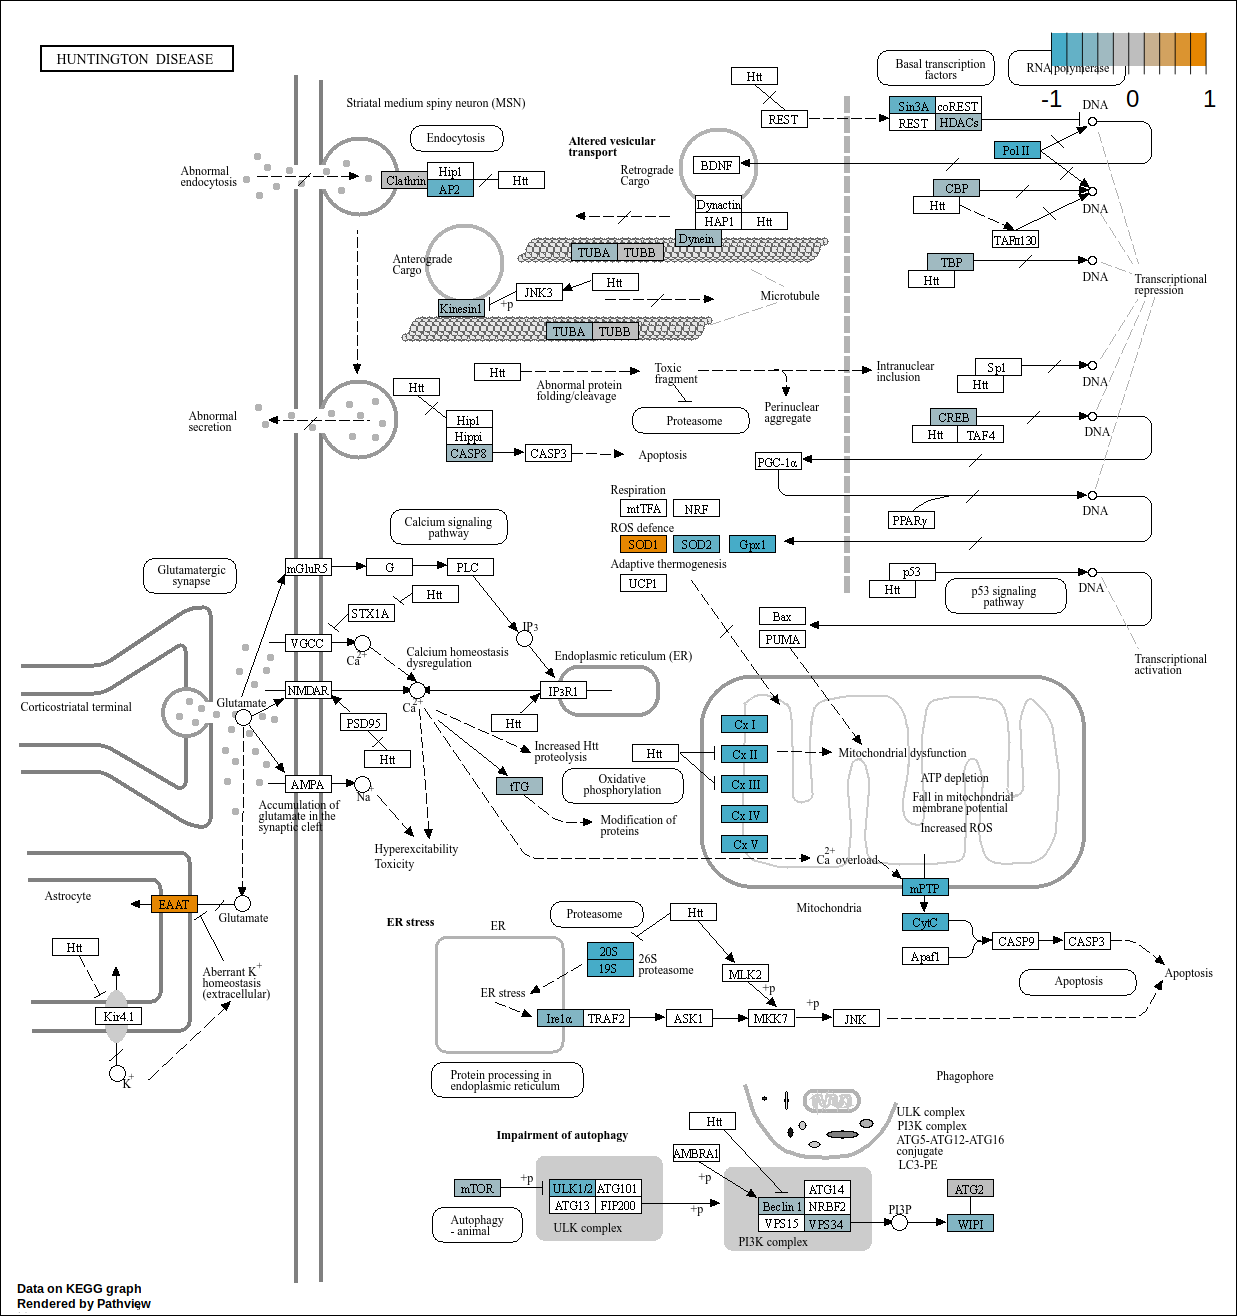 HUNTINGTON DISEASE
Striatal medium spiny neuron (MSN)
Endocytosis
Abnormal
endocytosis
Clathrin
Hip1
AP2
Htt
Altered vesicular
transport
Retrograde
Cargo
BDNF
Dynactin
HAP1
Htt
Dynein
TUBA
TUBB
Anterograde
Cargo
Kinesin1
+p
JNK3
Htt
TUBA
TUBB
Microtubule
Htt
REST
Basal transcription
factors
RNA polymerase
-1
0
1
Sin3A
coREST
REST
HDACs
DNA
Pol II
CBP
Htt
TAFII130
DNA
TBP
Htt
DNA
Transcriptional
repression
Sp1
Htt
DNA
CREB
Htt
TAF4
DNA
PGC-1α
PPARγ
DNA
p53
Htt
DNA
p53 signaling
pathway
Transcriptional
activation
Htt
Abnormal protein
folding/cleavage
Toxic
fragment
Proteasome
Perinuclear
aggregate
Intranuclear
inclusion
Abnormal
secretion
Htt
Hip1
Hippi
CASP8
CASP3
Apoptosis
Respiration
mtTFA
NRF
ROS defence
SOD1
SOD2
Gpx1
Adaptive thermogenesis
UCP1
Bax
PUMA
Calcium signaling
pathway
Glutamatergic
synapse
mGluR5
G
PLC
Htt
STX1A
VGCC
Ca2+
IP3
Calcium homeostasis
dysregulation
Endoplasmic reticulum (ER)
Corticostriatal terminal
Glutamate
NMDAR
Ca2+
IP3R1
PSD95
Htt
Htt
AMPA
Na+
Accumulation of
glutamate in the
synaptic cleft
Hyperexcitability
Toxicity
Increased Htt
proteolysis
tTG
Modification of
proteins
Oxidative
phosphorylation
Htt
Cx I
Cx II
Cx III
Cx IV
Cx V
Mitochondrial dysfunction
ATP depletion
Fall in mitochondrial
membrane potential
Increased ROS
Ca2+ overload
mPTP
Mitochondria
CytC
Apaf1
CASP9
CASP3
Apoptosis
Apoptosis
Astrocyte
EAAT
Glutamate
Htt
Aberrant K+
homeostasis
(extracellular)
Kir4.1
K+
ER stress
ER
Proteasome
Htt
20S
19S
26S
proteasome
MLK2
+p
ER stress
Ire1α
TRAF2
ASK1
MKK7
+p
JNK
Protein processing in
endoplasmic reticulum
Phagophore
ULK complex
PI3K complex
ATG5-ATG12-ATG16
conjugate
LC3-PE
Impairment of autophagy
Htt
AMBRA1
+p
mTOR
+p
ULK1/2
ATG101
ATG13
FIP200
ULK complex
+p
ATG14
Beclin 1
NRBF2
VPS15
VPS34
PI3K complex
PI3P
ATG2
WIPI
Autophagy
- animal
Data on KEGG graph
Rendered by Pathview